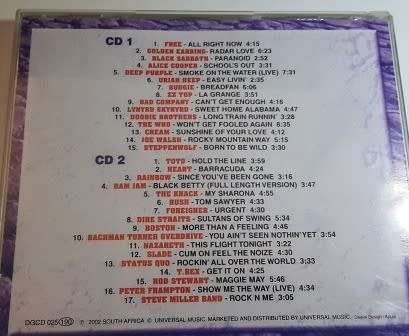 CD 1
1. FREE - ALL RIGHT NOW 4:15
2. GOLDEN EARRING - RADAR LOVE 6:23
3. BLACK SABBATH - PARANOID 2:52
4. ALICE COOPER - SCHOOL'S OUT 3:31
5. DEEP PURPLE - SMOKE ON THE WATER (LIVE) 7:31
6. URIAH HEEP - EASY LIVIN' 2:35
7. BUDGIE - BREADFAN 6:06
8. ZZ TOP - LA GRANGE 3:51
9. BAD COMPANY - CAN'T GET ENOUGH 4:16
10. LYNYRD SKYNYRD - SWEET HOME ALABAMA 4:47
11. DOOBIE BROTHERS - LONG TRAIN RUNNIN' 3:28
12. THE WHO - WON'T GET FOOLED AGAIN 6:35
13. CREAM - SUNSHINE OF YOUR LOVE 4:12
14. JOE WALSH - ROCKY MOUNTAIN WAY 5:15
15. STEPPENWOLF - BORN TO BE WILD 3:30
CD 2
1. TOTO - HOLD THE LINE 3:59
2. HEART - BARRACUDA 4:24
3. RAINBOW - SINCE YOU'VE BEEN GONE 3:16
4. RAM JAM - BLACK BETTY (FULL LENGTH VERSION) 3:47
5. THE KNACK - MY SHARONA 4:55
6. RUSH - TOM SAWYER 4:33
7. FOREIGNER - URGENT 4:30
8. DIRE STRAITS - SULTANS OF SWING 5:34
9. BOSTON - MORE THAN A FEELING 4:46
10. BACHMAN TURNER OVERDRIVE - YOU AIN'T SEEN NOTHIN' YET 3:54
11. NAZARETH - THIS FLIGHT TONIGHT 3:22
12. SLADE - CUM ON FEEL THE NOIZE 4:23
13. STATUS QUO - ROCKIN' ALL OVER THE WORLD 3:33
14. T.REX - GET IT ON 4:25
15. ROD STEWART - MAGGIE MAY 5:46
16. PETER FRAMPTON - SHOW ME THE WAY (LIVE) 4:34
17. STEVE MILLER BAND - ROCK N ME 3:05
DGCD 025
℗ 2002 SOUTH AFRICA © UNIVERSAL MUSIC. MARKETED AND DISTRIBUTED BY UNIVERSAL MUSIC.